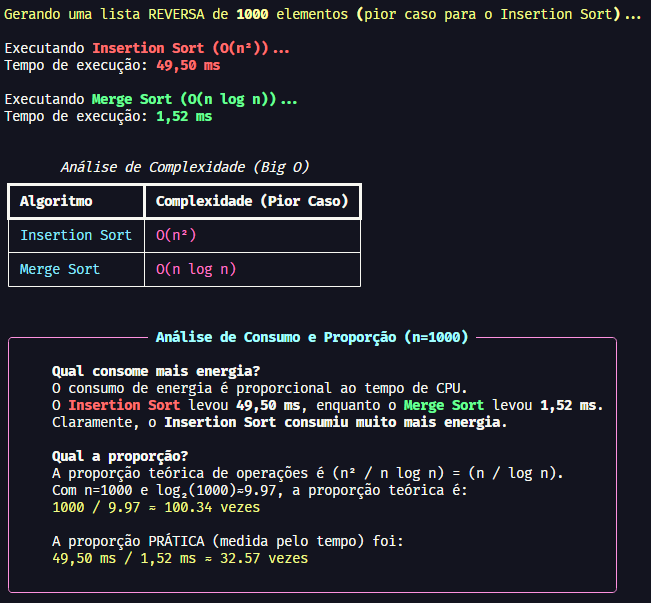 Gerando uma lista REVERSA de 1000 elementos (pior caso para o Insertion Sort)...
Executando Insertion Sort (O(n²))...
Tempo de execução: 49,50 ms
Executando Merge Sort (O(n log n))...
Tempo de execução: 1,52 ms
Análise de Complexidade (Big O)
Algoritmo Complexidade (Pior Caso)
Insertion Sort O(n²)
Merge Sort O(n log n)
Análise de Consumo e Proporção (n=1000)
Qual consome mais energia?
O consumo de energia é proporcional ao tempo de CPU.
O Insertion Sort levou 49,50 ms, enquanto o Merge Sort levou 1,52 ms.
Claramente, o Insertion Sort consumiu muito mais energia.
Qual a proporção?
A proporção teórica de operações é (n² / n log n) = (n / log n).
Com n=1000 e log₂(1000)≈9.97, a proporção teórica é:
1000 / 9.97 ≈ 100.34 vezes
A proporção PRÁTICA (medida pelo tempo) foi:
49,50 ms / 1,52 ms ≈ 32.57 vezes